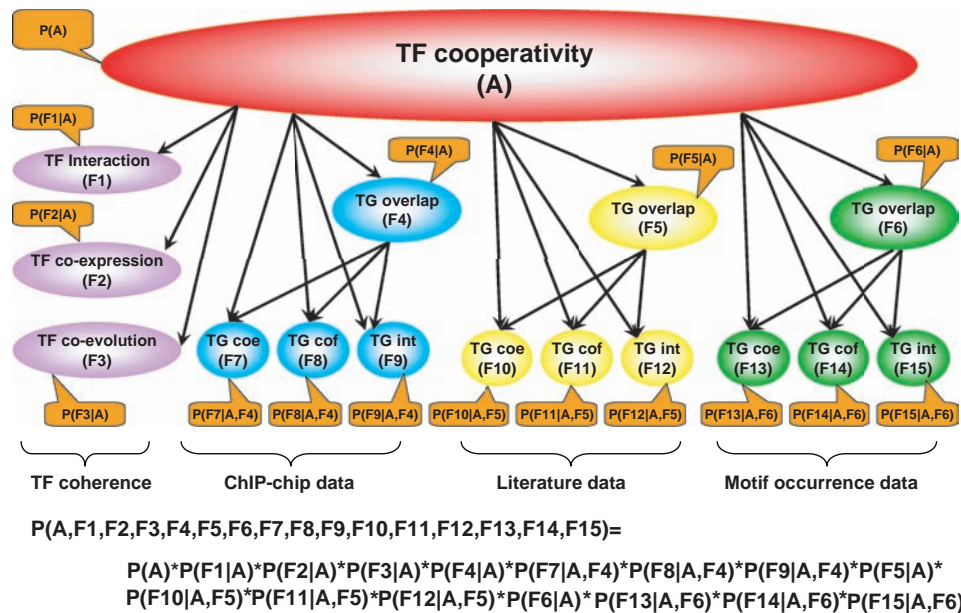 P(A)
TF cooperativity
(A)
P(F1|A)
TF Interaction
(F1)
P(F2|A)
TF co-expression
(F2)
TF co-evolution
(F3)
P(F3|A)
P(F4|A)
TG overlap
(F4)
P(F5|A)
TG overlap
(F5)
P(F6|A)
TG overlap
(F6)
TG coe
(F7)
TG cof
(F8)
TG int
(F9)
TG coe
(F10)
TG cof
(F11)
TG int
(F12)
TG coe
(F13)
TG cof
(F14)
TG int
(F15)
P(F7|A,F4)
P(F8|A,F4)
P(F9|A,F4)
P(F10|A,F5)
P(F11|A,F5)
P(F12|A,F5)
P(F13|A,F6)
P(F14|A,F6)
P(F15|A,F6)
TF coherence
ChIP-chip data
Literature data
Motif occurrence data
P(A,F1,F2,F3,F4,F5,F6,F7,F8,F9,F10,F11,F12,F13,F14,F15)=
P(A)*P(F1|A)*P(F2|A)*P(F3|A)*P(F4|A)*P(F7|A,F4)*P(F8|A,F4)*P(F9|A,F4)*P(F5|A)*
P(F10|A,F5)*P(F11|A,F5)*P(F12|A,F5)*P(F6|A)*P(F13|A,F6)*P(F14|A,F6)*P(F15|A,F6)